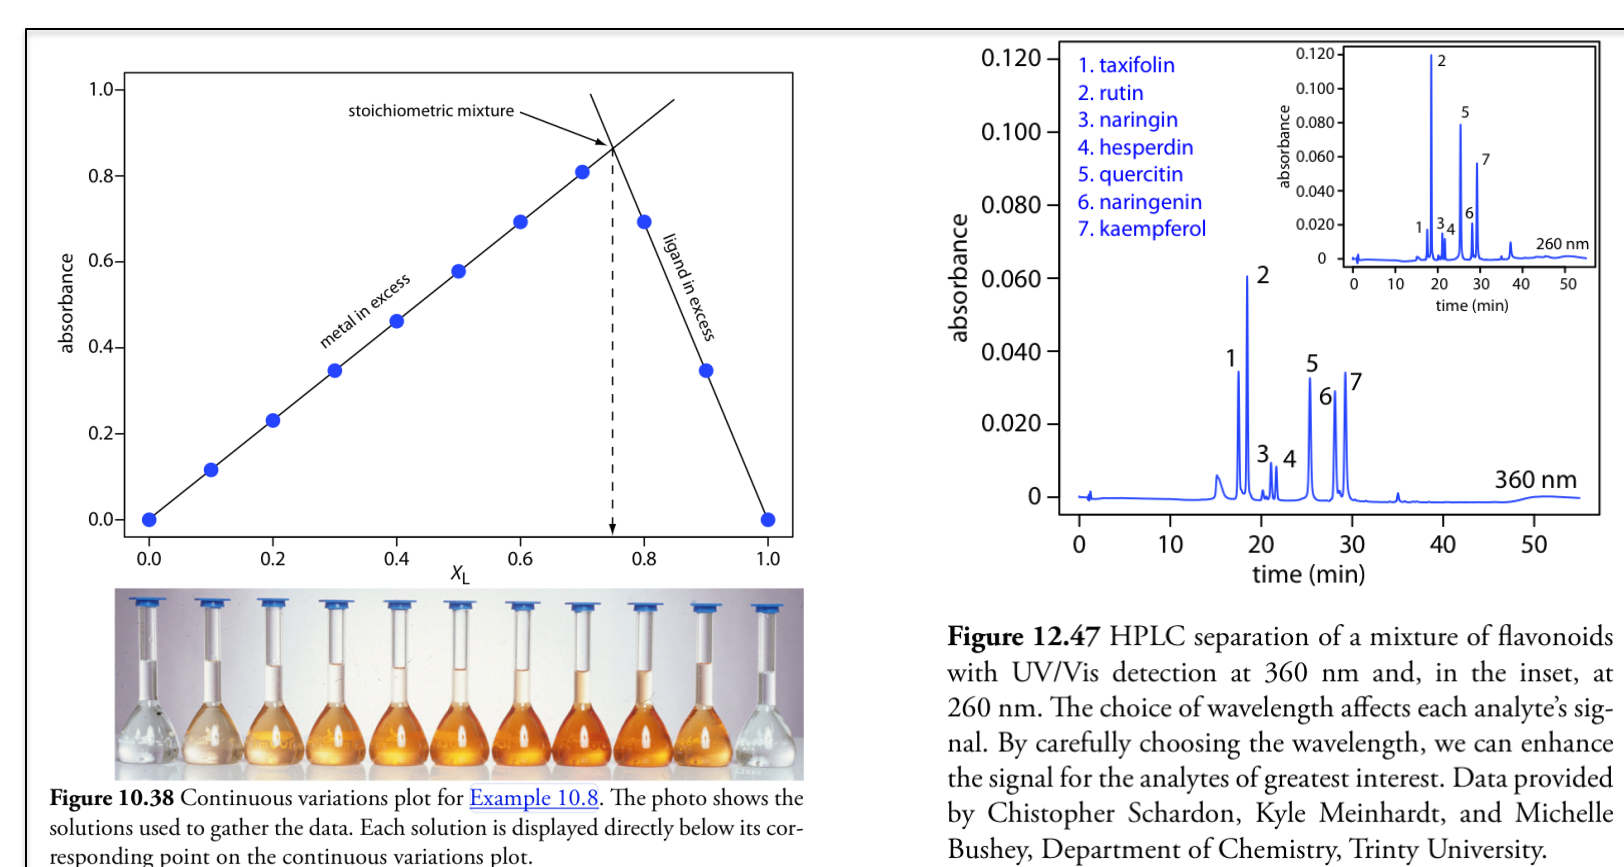 1.0
0.8
0.6
0.4
0.2
0.0
absorbance
stoichiometric mixture
metal in excess
ligand in excess
0.0 0.2 0.4 0.6 0.8 1.0
XL
Figure 10.38 Continuous variations plot for Example 10.8. The photo shows the
solutions used to gather the data. Each solution is displayed directly below its cor-
responding point on the continuous variations plot.
0.120
0.100
0.080
0.060
0.040
0.020
0
absorbance
1. taxifolin
2. rutin
3. naringin
4. hesperdin
5. quercitin
6. naringenin
7. kaempferol
1 2 3 4 5 6 7
360 nm
0 10 20 30 40 50
time (min)
0.120
0.100
0.080
0.060
0.040
0.020
0
absorbance
1 2 3 4 5 6 7
260 nm
0 10 20 30 40 50
time (min)
Figure 12.47 HPLC separation of a mixture of flavonoids
with UV/Vis detection at 360 nm and, in the inset, at
260 nm. The choice of wavelength affects each analyte's sig-
nal. By carefully choosing the wavelength, we can enhance
the signal for the analytes of greatest interest. Data provided
by Chistopher Schardon, Kyle Meinhardt, and Michelle
Bushey, Department of Chemistry, Trinty University.